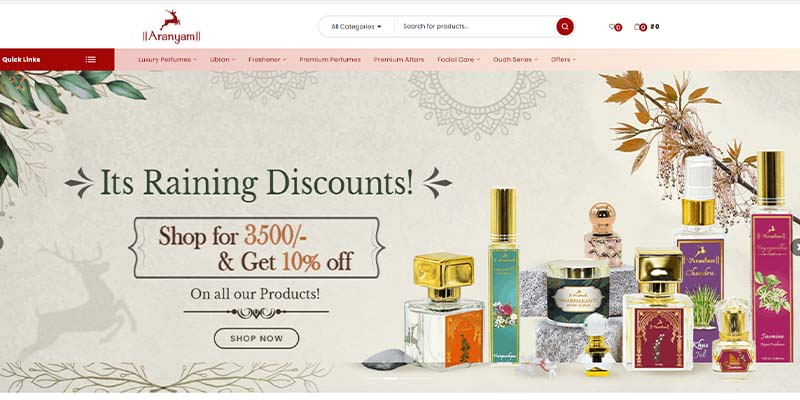 ||Aranyam||
All Categories
Search for products...
0
0
₹0
Quick Links
Luxury Perfumes
Ubtan
Freshener
Premium Perfumes
Premium Attars
Facial Care
Oudh Series
Offers
Its Raining Discounts!
Shop for 3500/-
& Get 10% off
On all our Products!
SHOP NOW
||Aranyam||
Chandra
Khus
Jal
||Aranyam||
Jasmine